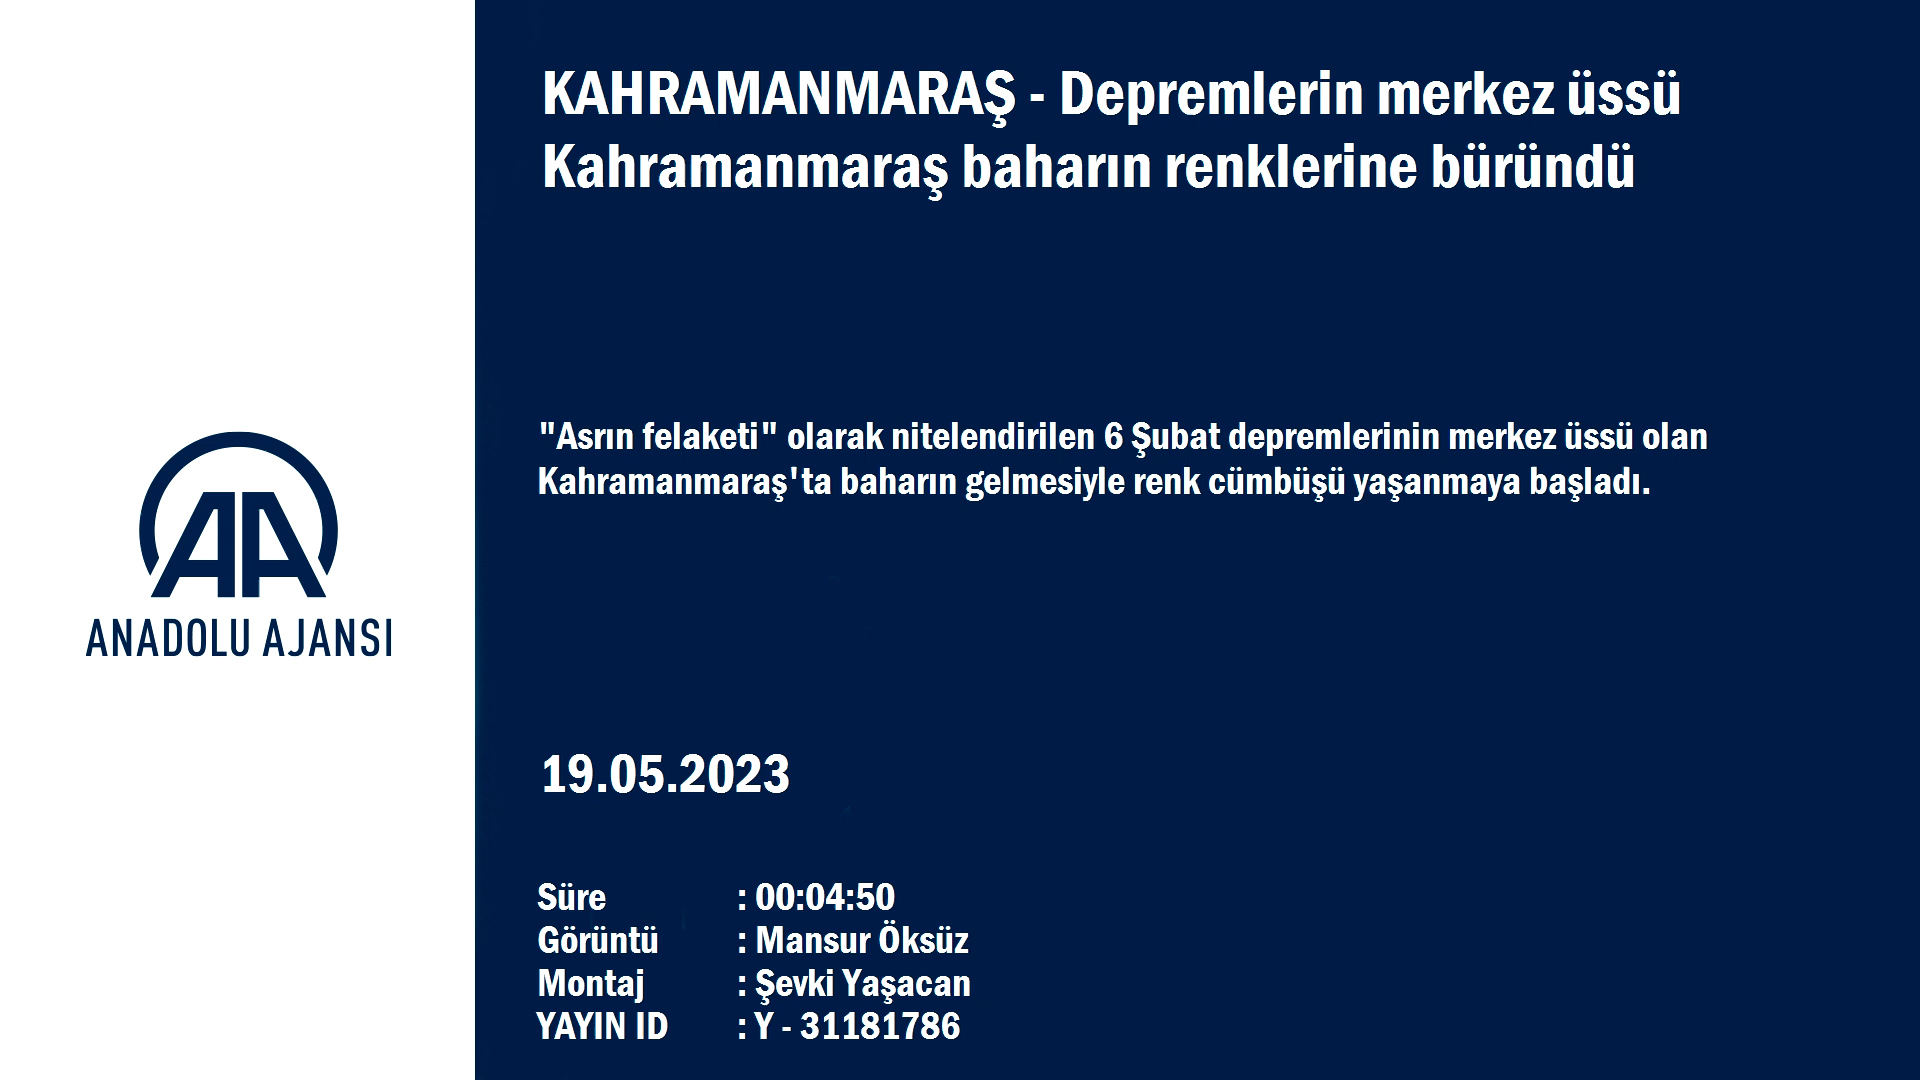 KAHRAMANMARAŞ - Depremlerin merkez üssü
Kahramanmaraş baharın renklerine büründü
"Asrın felaketi" olarak nitelendirilen 6 Şubat depremlerinin merkez üssü olan
Kahramanmaraş'ta baharın gelmesiyle renk cümbüşü yaşanmaya başladı.
AA
ANADOLU AJANSI
19.05.2023
Süre : 00:04:50
Görüntü : Mansur Öksüz
Montaj : Şevki Yaşacan
YAYIN ID : Y - 31181786